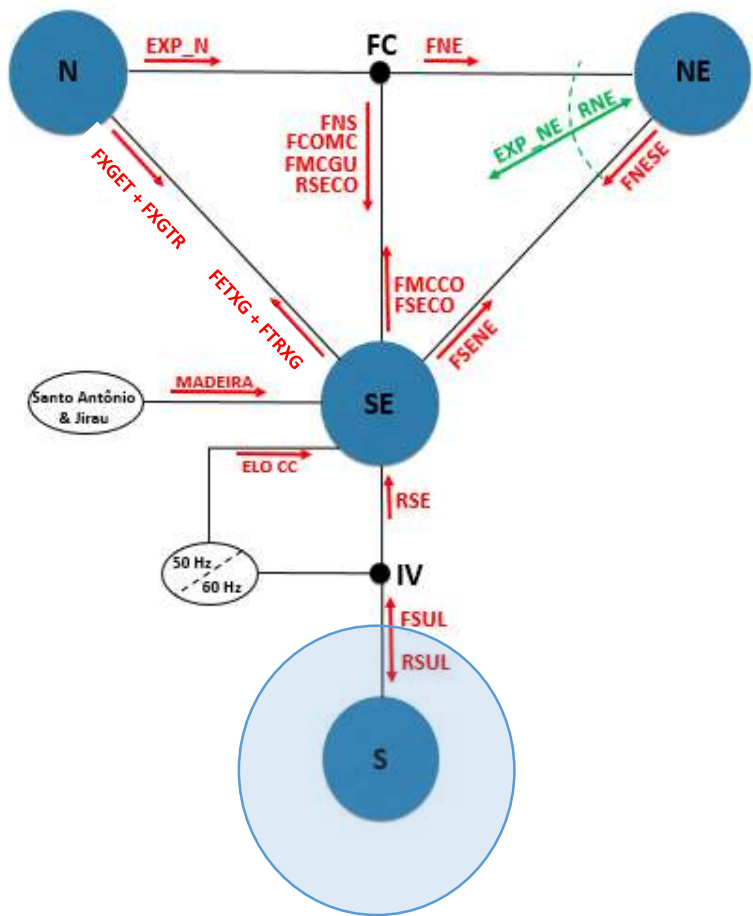 N
EXP_N
FC
FNE
NE
FNS
FCOMC
FMCGU
RSECO
EXP_NE RNE
FNESE
FXGET + FXGTR
FETXG + FTRXG
FMCCO
FSECO
FSENE
MADEIRA
Santo Antônio
& Jirau
SE
ELO CC
RSE
50 Hz
60 Hz
IV
FSUL
RSUL
S